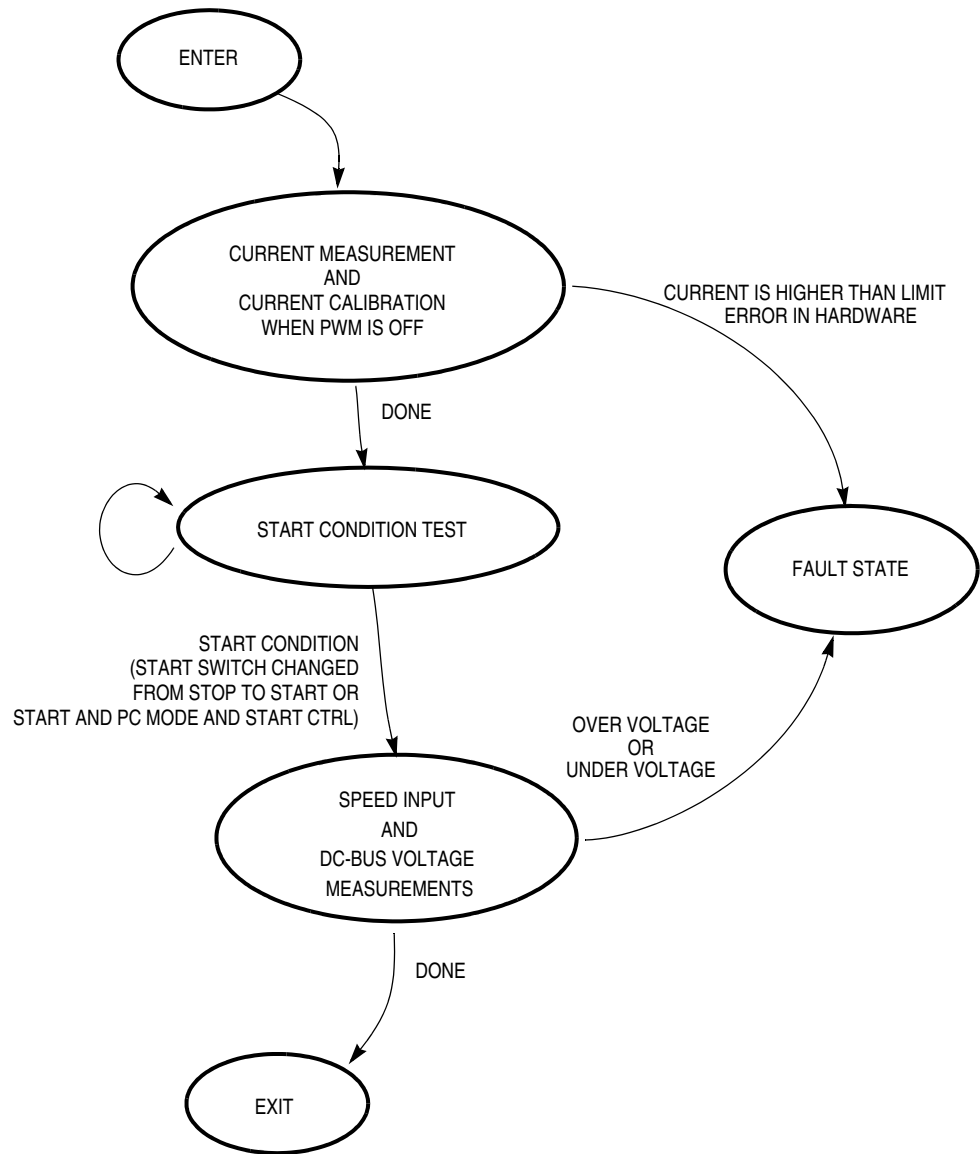 ENTER
CURRENT MEASUREMENT
AND
CURRENT CALIBRATION
WHEN PWM IS OFF
CURRENT IS HIGHER THAN LIMIT
ERROR IN HARDWARE
DONE
START CONDITION TEST
FAULT STATE
START CONDITION
(START SWITCH CHANGED
FROM STOP TO START OR
START AND PC MODE AND START CTRL)
OVER VOLTAGE
OR
UNDER VOLTAGE
SPEED INPUT
AND
DC-BUS VOLTAGE
MEASUREMENTS
DONE
EXIT